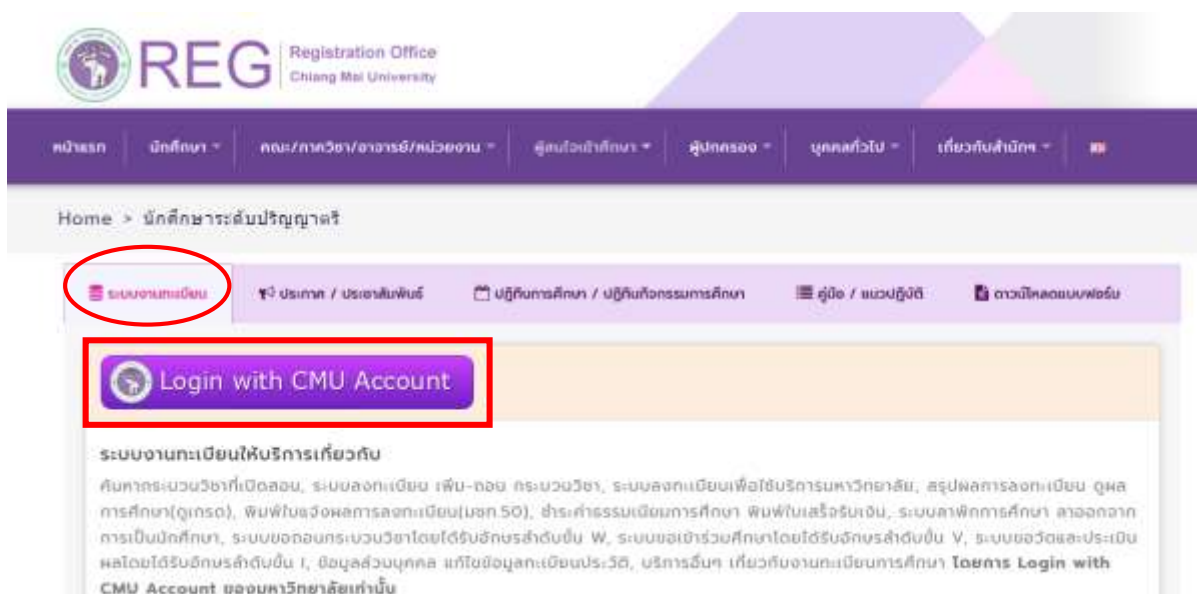 REG
Registration Office
Chiang Mai University
หน้าแรก นักศึกษา คณะ/ภาควิชา/อาจารย์/หน่วยงาน ผู้สนใจเข้าศึกษา ผู้ปกครอง บุคคลทั่วไป เกี่ยวกับสำนักฯ
Home > นักศึกษาระดับปริญญาตรี
ระบบงานทะเบียน ประกาศ / ประชาสัมพันธ์ ปฏิทินการศึกษา / ปฏิทินกิจกรรมการศึกษา คู่มือ / แนวปฏิบัติ ดาวน์โหลดแบบฟอร์ม
Login with CMU Account
ระบบงานทะเบียนให้บริการเกี่ยวกับ
ค้นหากระบวนวิชาที่เปิดสอน, ระบบลงทะเบียน เพิ่ม-ถอน กระบวนวิชา, ระบบลงทะเบียนเพื่อใช้บริการมหาวิทยาลัย, สรุปผลการลงทะเบียน ดูผล
การศึกษา(ดูเกรด), พิมพ์ใบแจ้งผลการลงทะเบียน(มชท.50), ชำระค่าธรรมเนียมการศึกษา พิมพ์ใบเสร็จรับเงิน, ระบบลาพักการศึกษา ลาออกจาก
การเป็นนักศึกษา, ระบบขอถอนกระบวนวิชาโดยได้รับอักษรลำดับขั้น W, ระบบขอเข้าร่วมศึกษาโดยได้รับอักษรลำดับขั้น V, ระบบขอวัดและประเมิน
ผลโดยได้รับอักษรลำดับขั้น I, ข้อมูลส่วนบุคคล แก้ไขข้อมูลทะเบียนประวัติ, บริการอื่นๆ เกี่ยวกับงานทะเบียนการศึกษา โดยการ Login with
CMU Account ของมหาวิทยาลัยเท่านั้น